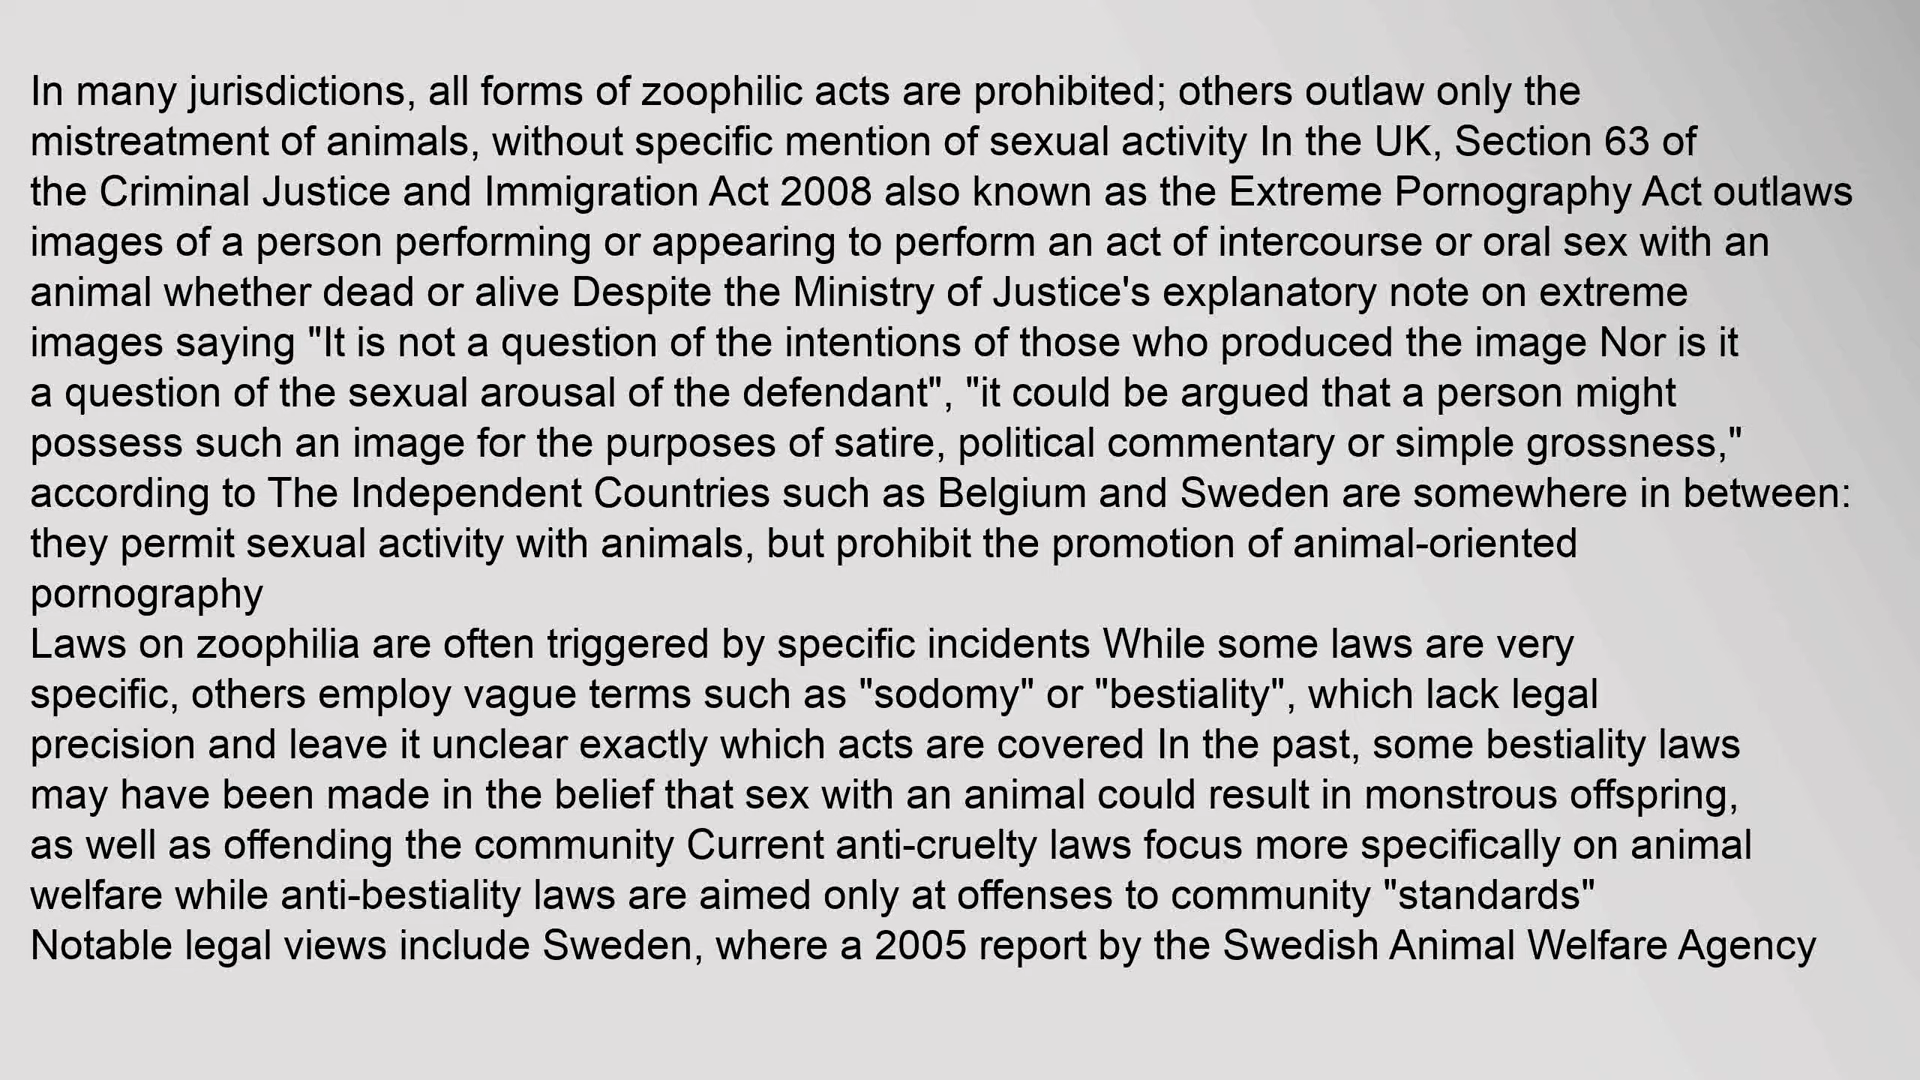 In many jurisdictions, all forms of zoophilic acts are prohibited; others outlaw only the
mistreatment of animals, without specific mention of sexual activity In the UK, Section 63 of
the Criminal Justice and Immigration Act 2008 also known as the Extreme Pornography Act outlaws
images of a person performing or appearing to perform an act of intercourse or oral sex with an
animal whether dead or alive Despite the Ministry of Justice's explanatory note on extreme
images saying "It is not a question of the intentions of those who produced the image Nor is it
a question of the sexual arousal of the defendant", "it could be argued that a person might
possess such an image for the purposes of satire, political commentary or simple grossness,"
according to The Independent Countries such as Belgium and Sweden are somewhere in between:
they permit sexual activity with animals, but prohibit the promotion of animal-oriented
pornography
Laws on zoophilia are often triggered by specific incidents While some laws are very
specific, others employ vague terms such as "sodomy" or "bestiality", which lack legal
precision and leave it unclear exactly which acts are covered In the past, some bestiality laws
may have been made in the belief that sex with an animal could result in monstrous offspring,
as well as offending the community Current anti-cruelty laws focus more specifically on animal
welfare while anti-bestiality laws are aimed only at offenses to community "standards"
Notable legal views include Sweden, where a 2005 report by the Swedish Animal Welfare Agency